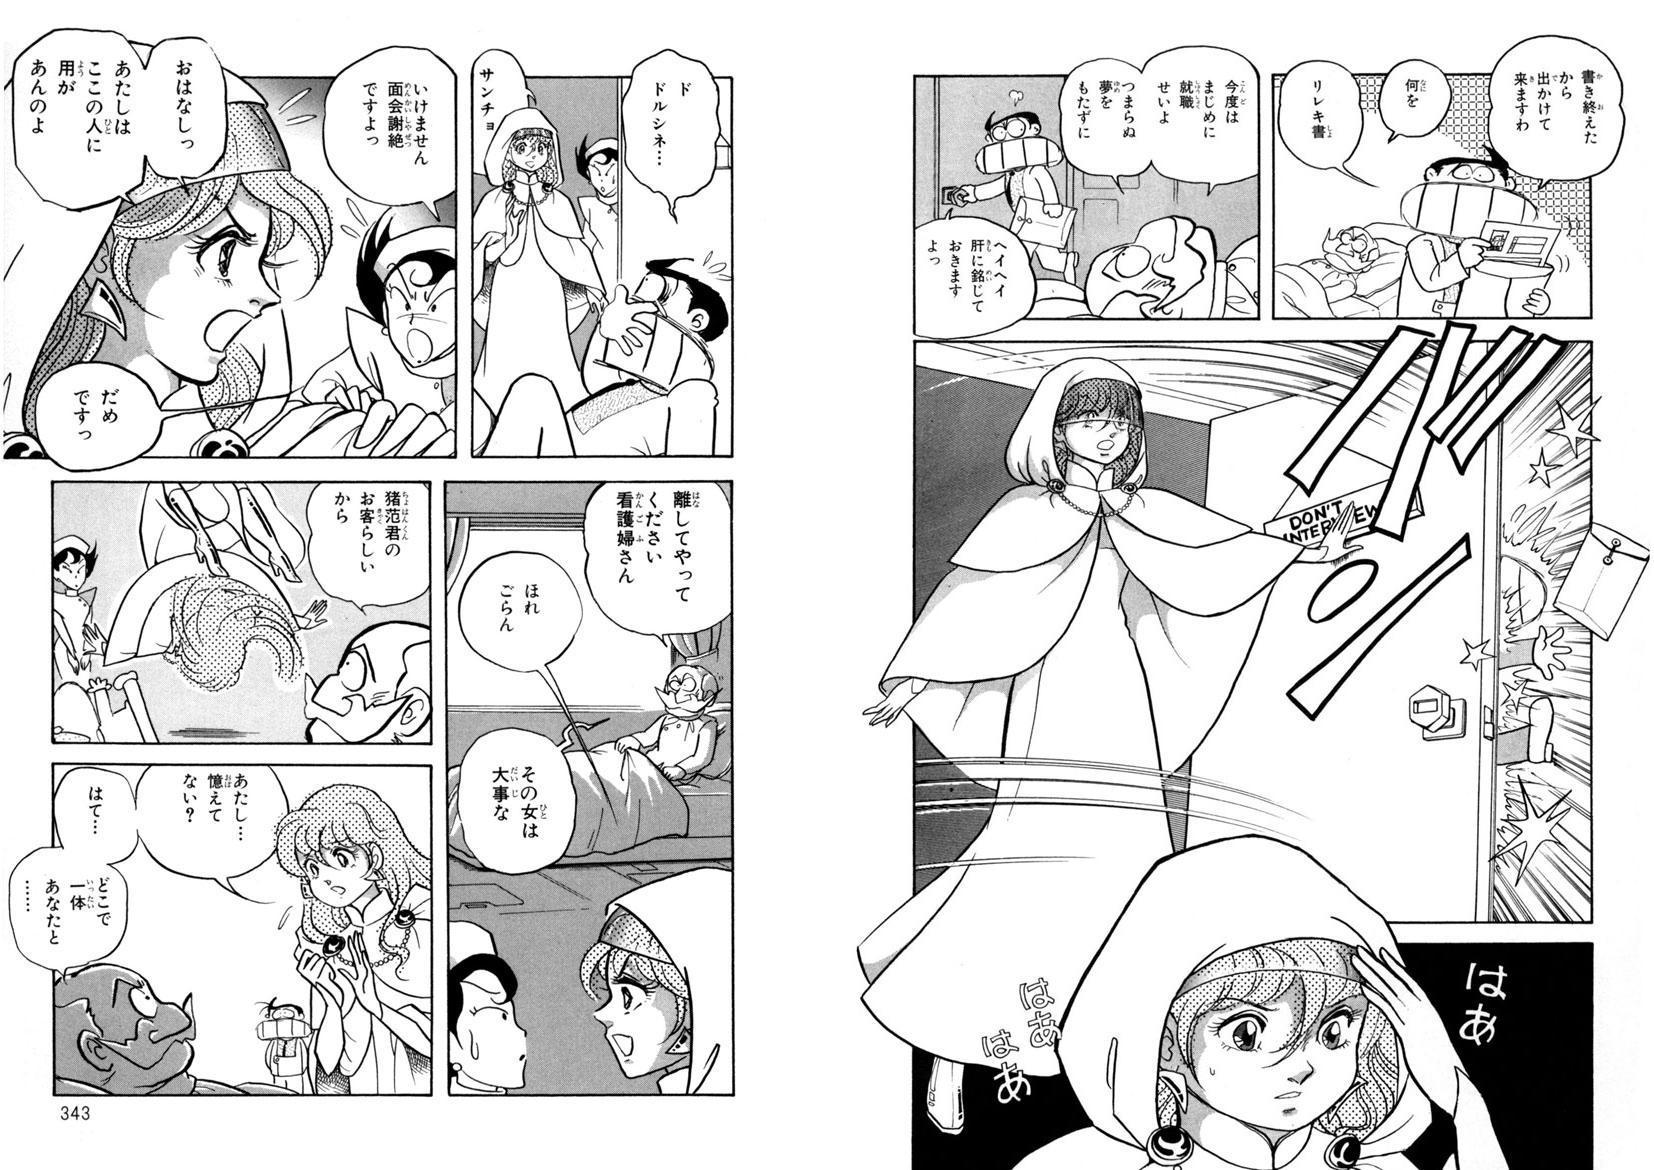 書き終えた
から
出かけて
来ますわ
何を
リレキ書
今度は
まじめに
就職
せいよ
つまらぬ
夢を
もたずに
ヘイヘイ
肝に銘じて
おきます
よっ
バターン
DON'T
INTERVIEW
はあ
はあ
はあ
ド
ドルシネ…
サンチョ
いけません
面会謝絶
ですよっ
おはなしっ
あたしは
ここの人に
用が
あんのよ
だめ
ですっ
離してやって
ください
看護婦さん
ほれ
ごらん
その女は
大事な
猪范君の
お客らしい
から
あたし…
憶えて
ない?
はて…
どこで
一体
あなたと
……
343